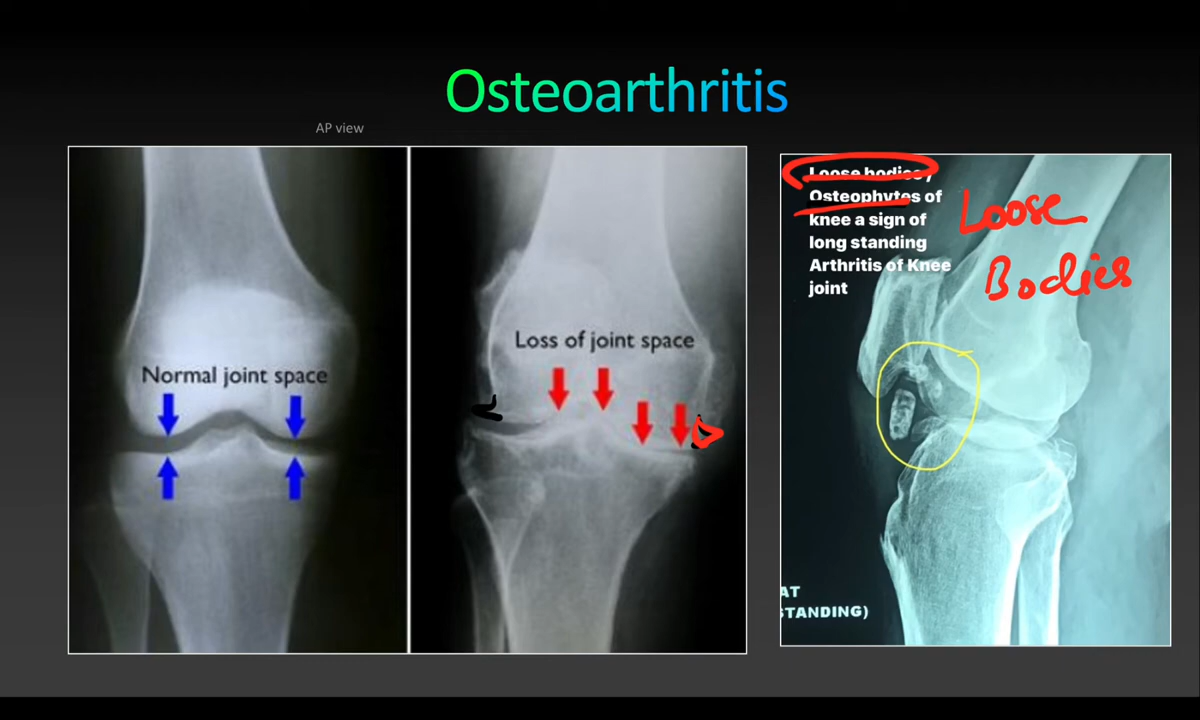 Osteoarthritis
AP view
Normal joint space
Loss of joint space
Loose bodies /
Osteophytes of
knee a sign of
long standing
Arthritis of Knee
joint
Loose
Bodies
AT
STANDING)